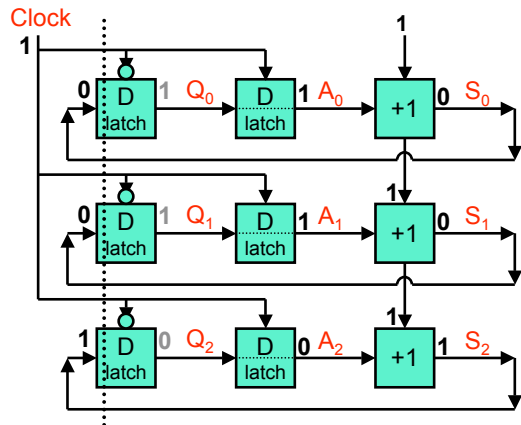 Clock
1
1
0 D latch 1 Q0 D latch 1 A0 +1 0 S0
1
0 D latch 1 Q1 D latch 1 A1 +1 0 S1
1
1 D latch 0 Q2 D latch 0 A2 +1 1 S2